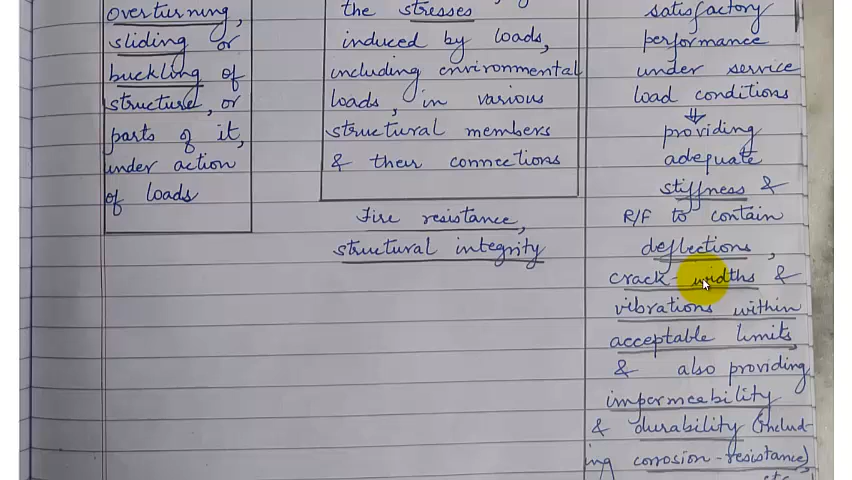 overturning,
sliding or
buckling of
structure, or
parts of it,
under action
of loads
the stresses
induced by loads,
including environmental
loads, in various
structural members
& their connections
Fire resistance,
structural integrity
satisfactory
performance
under service
load conditions
⇓
providing
adequate
stiffness &
R/F to contain
deflections,
crack-widths &
vibrations within
acceptable limits,
& also providing
impermeability
& durability (includ-
ing corrosion-resistance),
etc